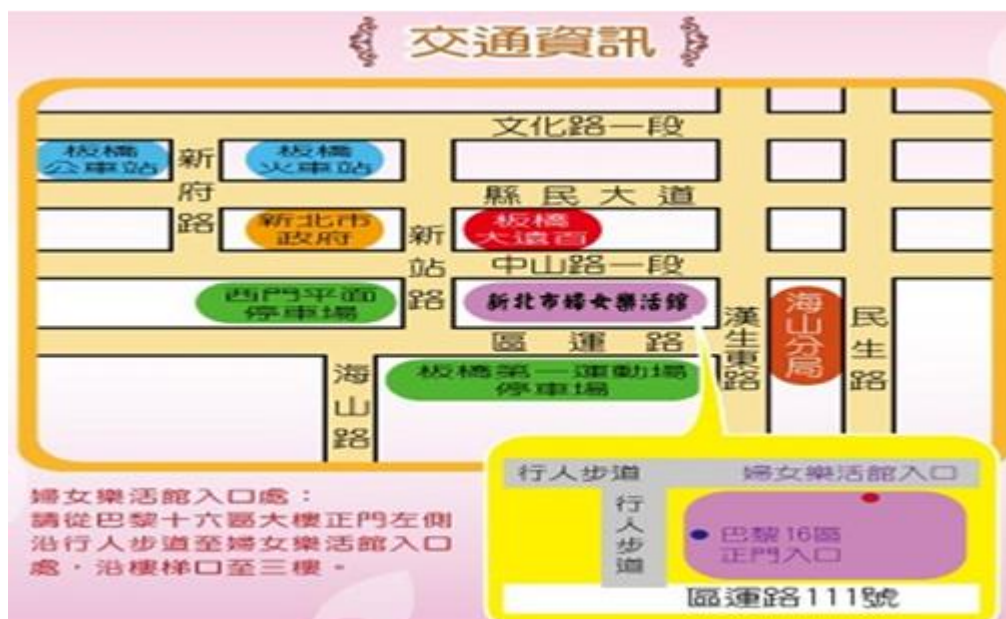 交通資訊
文化路一段
板橋
公車站
新府路
板橋
火車站
縣民大道
新北市
政府
新站路
板橋
大遠百
中山路一段
西門平面
停車場
新北市婦女樂活館
漢生東路
海山分局
民生路
區運路
海山路
板橋第一運動場
停車場
行人步道
婦女樂活館入口
行人步道
巴黎16區
正門入口
區運路111號
婦女樂活館入口處：
請從巴黎十六區大樓正門左側
沿行人步道至婦女樂活館入口
處，沿樓梯口至三樓。